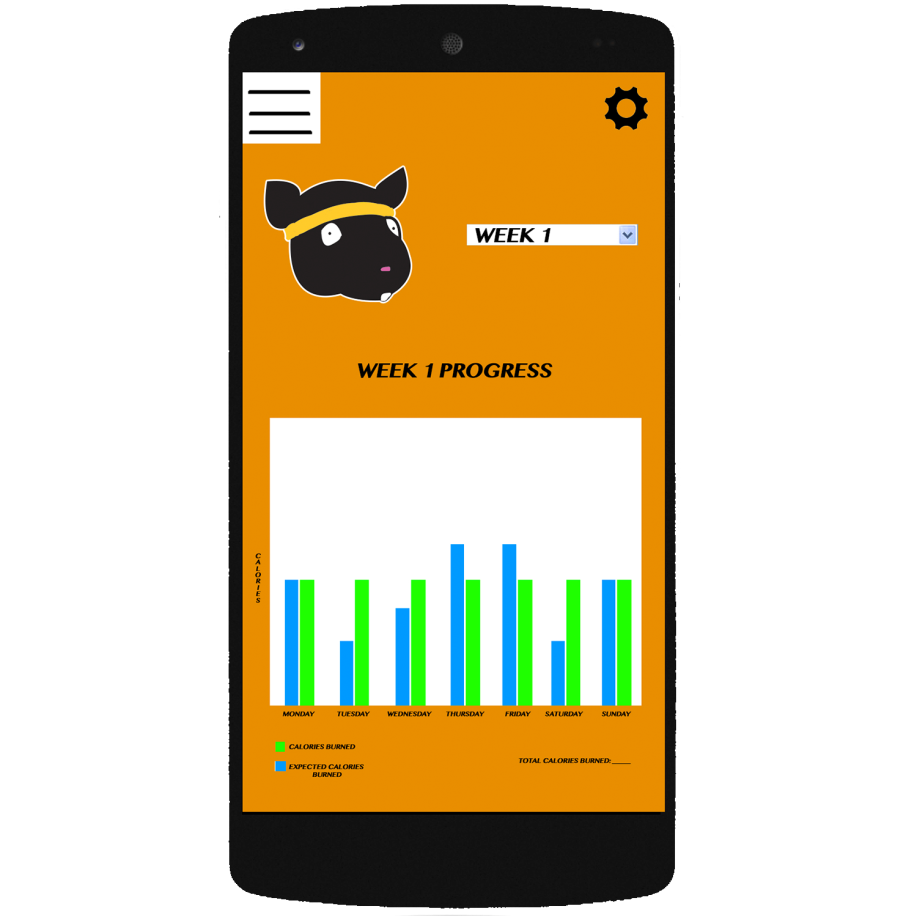 WEEK 1
WEEK 1 PROGRESS
CALORIES
MONDAY TUESDAY WEDNESDAY THURSDAY FRIDAY SATURDAY SUNDAY
CALORIES BURNED
EXPECTED CALORIES
BURNED
TOTAL CALORIES BURNED:_____